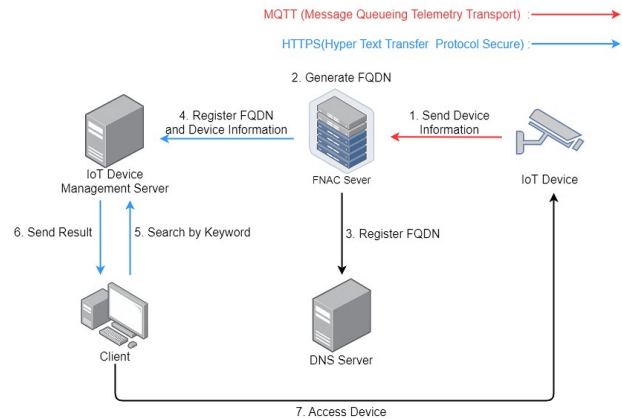 MQTT (Message Queueing Telemetry Transport) :
HTTPS(Hyper Text Transfer Protocol Secure) :
2. Generate FQDN
4. Register FQDN
and Device Information
1. Send Device
Information
IoT Device
Management Server
FNAC Sever
IoT Device
6. Send Result
5. Search by Keyword
3. Register FQDN
Client
DNS Server
7. Access Device